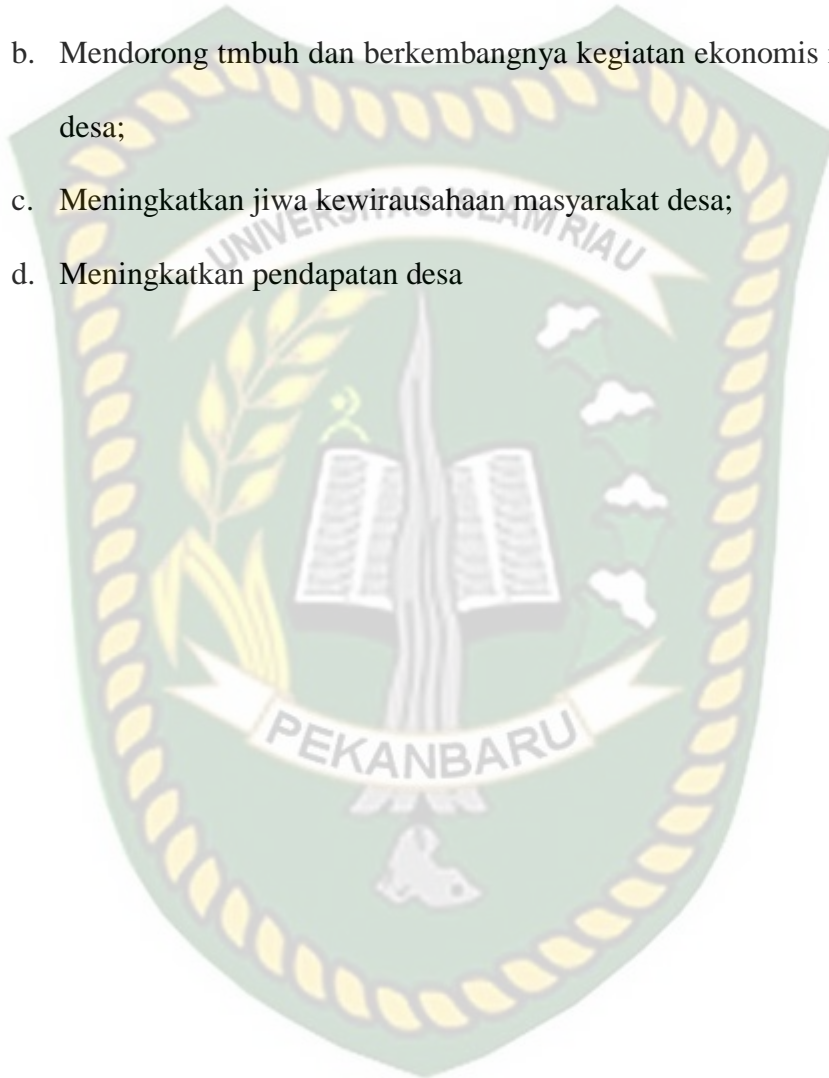 b. Mendorong tmbuh dan berkembangnya kegiatan ekonomis
desa;
c. Meningkatkan jiwa kewirausahaan masyarakat desa;
UNIVERSITAS ISLAM RIAU
d. Meningkatkan pendapatan desa
PEKANBARU